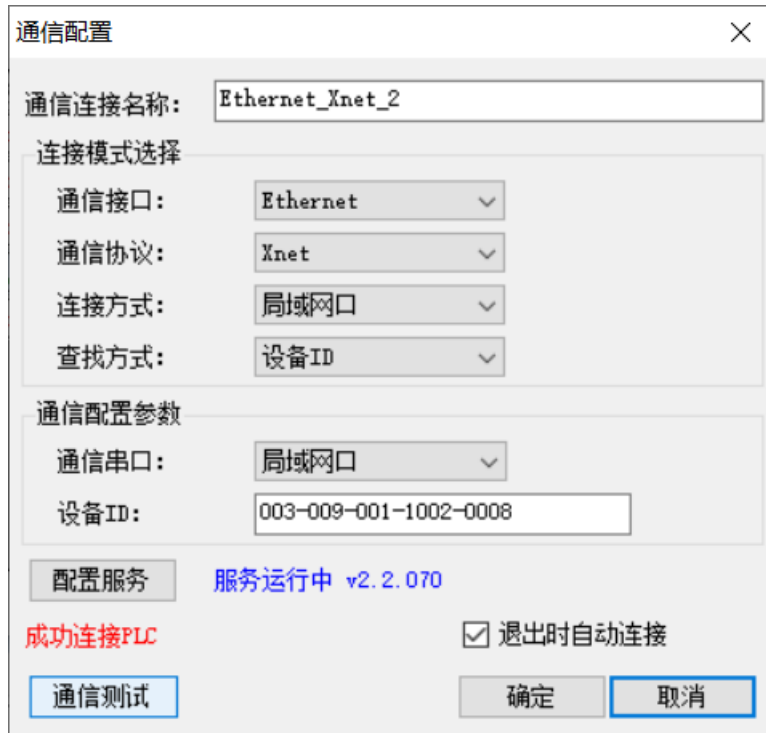 通信配置
通信连接名称: Ethernet_Xnet_2
连接模式选择
通信接口: Ethernet
通信协议: Xnet
连接方式: 局域网口
查找方式: 设备ID
通信配置参数
通信串口: 局域网口
设备ID: 003-009-001-1002-0008
配置服务 服务运行中 v2.2.070
成功连接PLC 退出时自动连接
通信测试 确定 取消